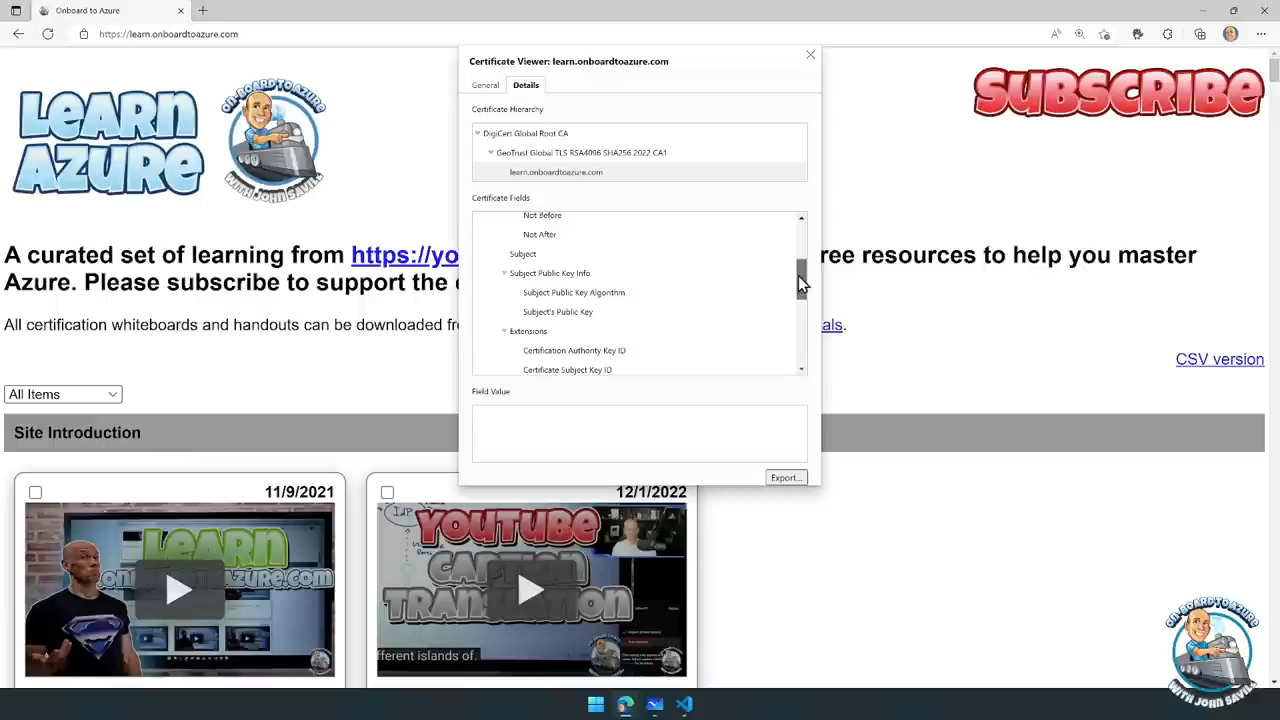 Onboard to Azure
https://learn.onboardtoazure.com
LEARN
AZURE
ON-BOARD TO AZURE
WITH JOHN SAVILL
SUBSCRIBE
Certificate Viewer: learn.onboardtoazure.com
General
Details
Certificate Hierarchy
DigiCert Global Root CA
GeoTrust Global TLS RSA4096 SHA256 2022 CA1
learn.onboardtoazure.com
Certificate Fields
Not Before
Not After
Subject
Subject Public Key Info
Subject Public Key Algorithm
Subject's Public Key
Extensions
Certification Authority Key ID
Certificate Subject Key ID
Field Value
Export...
A curated set of learning from https://yo
ree resources to help you master
Azure. Please subscribe to support the
All certification whiteboards and handouts can be downloaded
als.
CSV version
All Items
Site Introduction
11/9/2021
LEARN
12/1/2022
IdP
YOUTUBE
CAPTION
TRANSLATION
fferent islands of.
ON-BOARD TO AZURE
WITH JOHN SAVILL